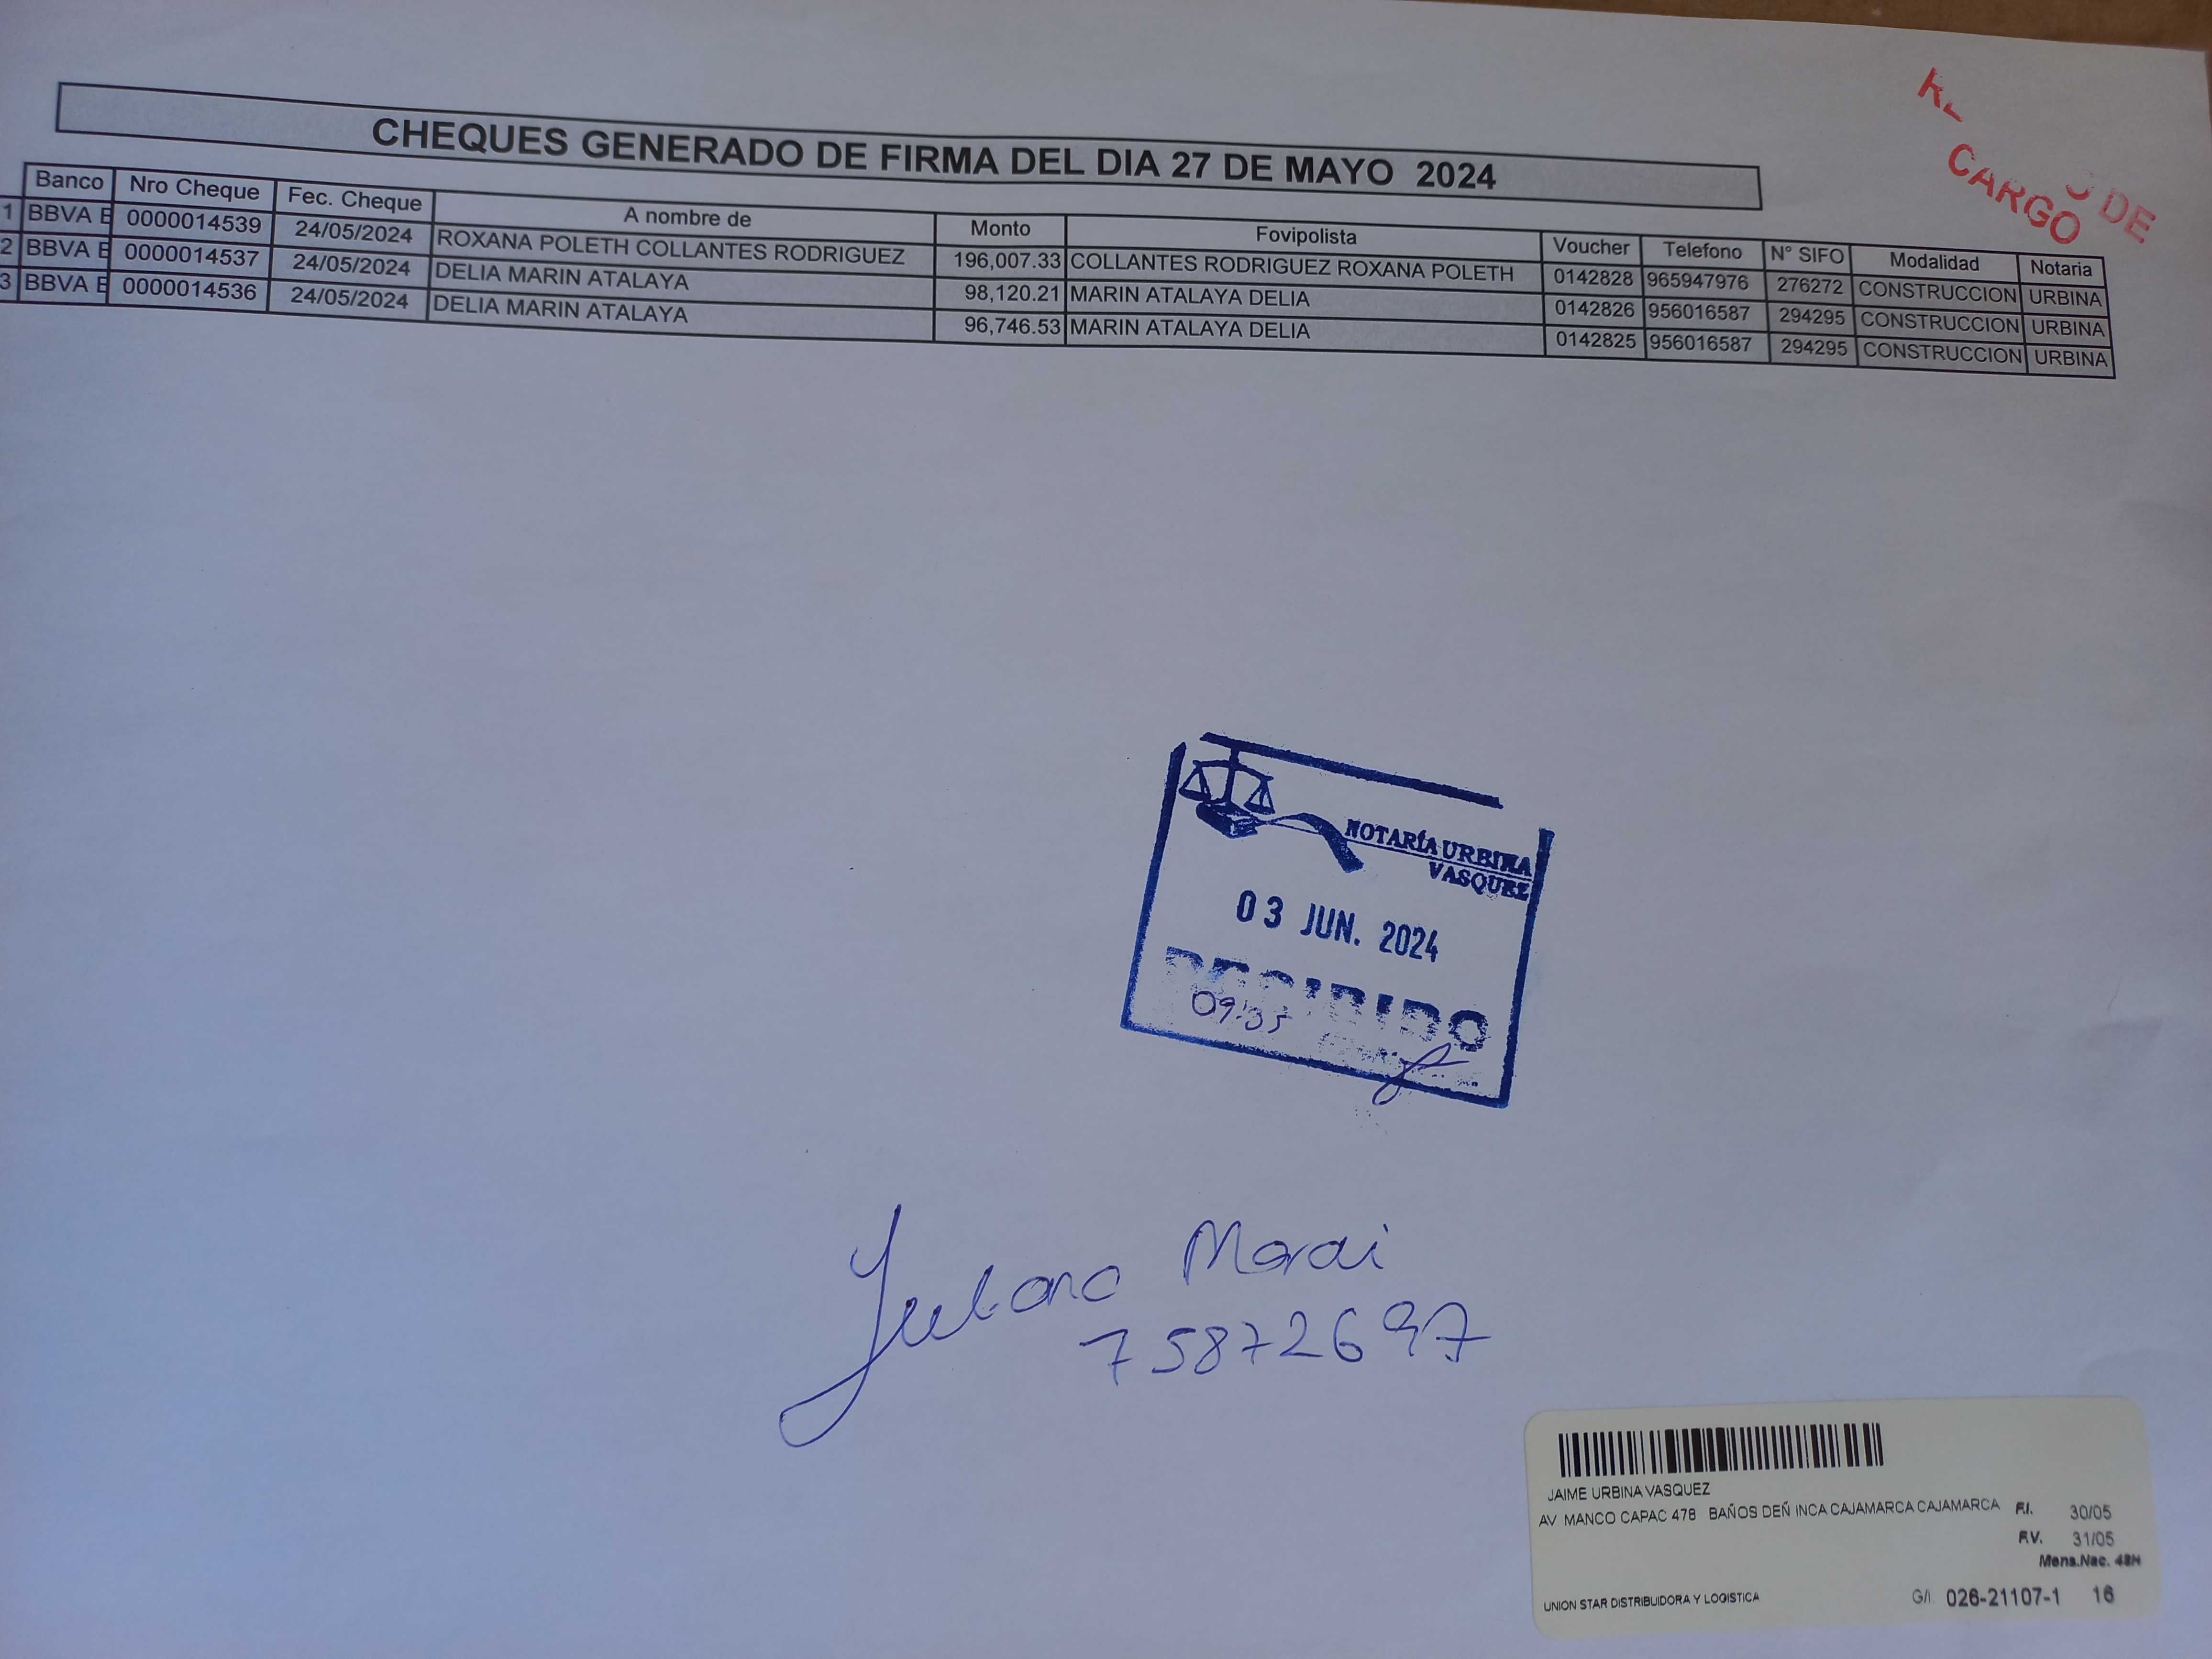 CHEQUES GENERADO DE FIRMA DEL DIA 27 DE MAYO 2024
DE
CARGO
Banco Nro Cheque Fec. Cheque A nombre de Monto Fovipolista Voucher Telefono N° SIFO Modalidad Notaria
1 BBVA E 0000014539 24/05/2024 ROXANA POLETH COLLANTES RODRIGUEZ 196,007.33 COLLANTES RODRIGUEZ ROXANA POLETH 0142828 965947976 276272 CONSTRUCCION URBINA
2 BBVA E 0000014537 24/05/2024 DELIA MARIN ATALAYA 98,120.21 MARIN ATALAYA DELIA 0142826 956016587 294295 CONSTRUCCION URBINA
3 BBVA E 0000014536 24/05/2024 DELIA MARIN ATALAYA 96,746.53 MARIN ATALAYA DELIA 0142825 956016587 294295 CONSTRUCCION URBINA
NOTARÍA URBINA
VASQUEZ
03 JUN. 2024
RECIBIDO
75872697
JAIME URBINA VASQUEZ
AV MANCO CAPAC 478 BAÑOS DEÑ INCA CAJAMARCA CAJAMARCA F.I. 30/05
F.V. 31/05
Mens.Nac. 48H
UNION STAR DISTRIBUIDORA Y LOGISTICA G/I 026-21107-1 16